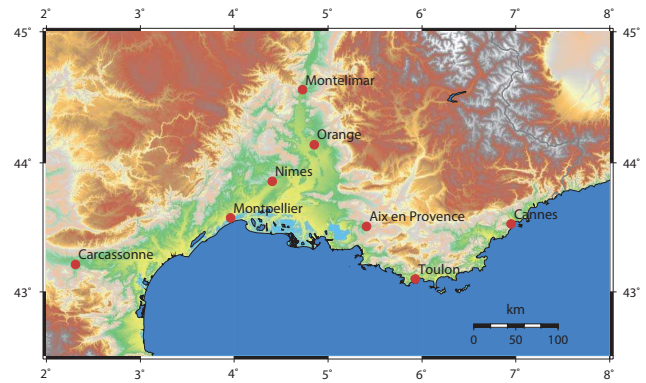 2° 3° 4° 5° 6° 7° 8°
45° 45°
Montelimar
Orange
44° 44°
Nimes
Montpellier
Aix en Provence
Cannes
Carcassonne
Toulon
43° 43°
km
0 50 100
2° 3° 4° 5° 6° 7° 8°